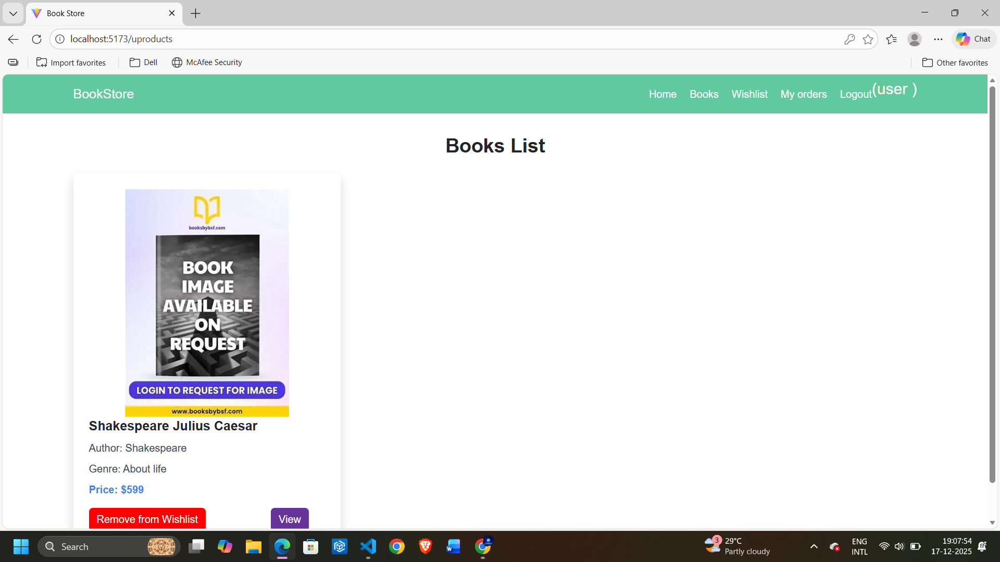 Book Store
localhost:5173/uproducts
Chat
Import favorites
Dell
McAfee Security
Other favorites
BookStore
Home
Books
Wishlist
My orders
Logout(user )
Books List
booksbybsf.com
BOOK
IMAGE
AVAILABLE
ON
REQUEST
LOGIN TO REQUEST FOR IMAGE
www.booksbybsf.com
Shakespeare Julius Caesar
Author: Shakespeare
Genre: About life
Price: $599
Remove from Wishlist
View
Search
W
3
29°C
Partly cloudy
ENG
INTL
19:07:54
17-12-2025